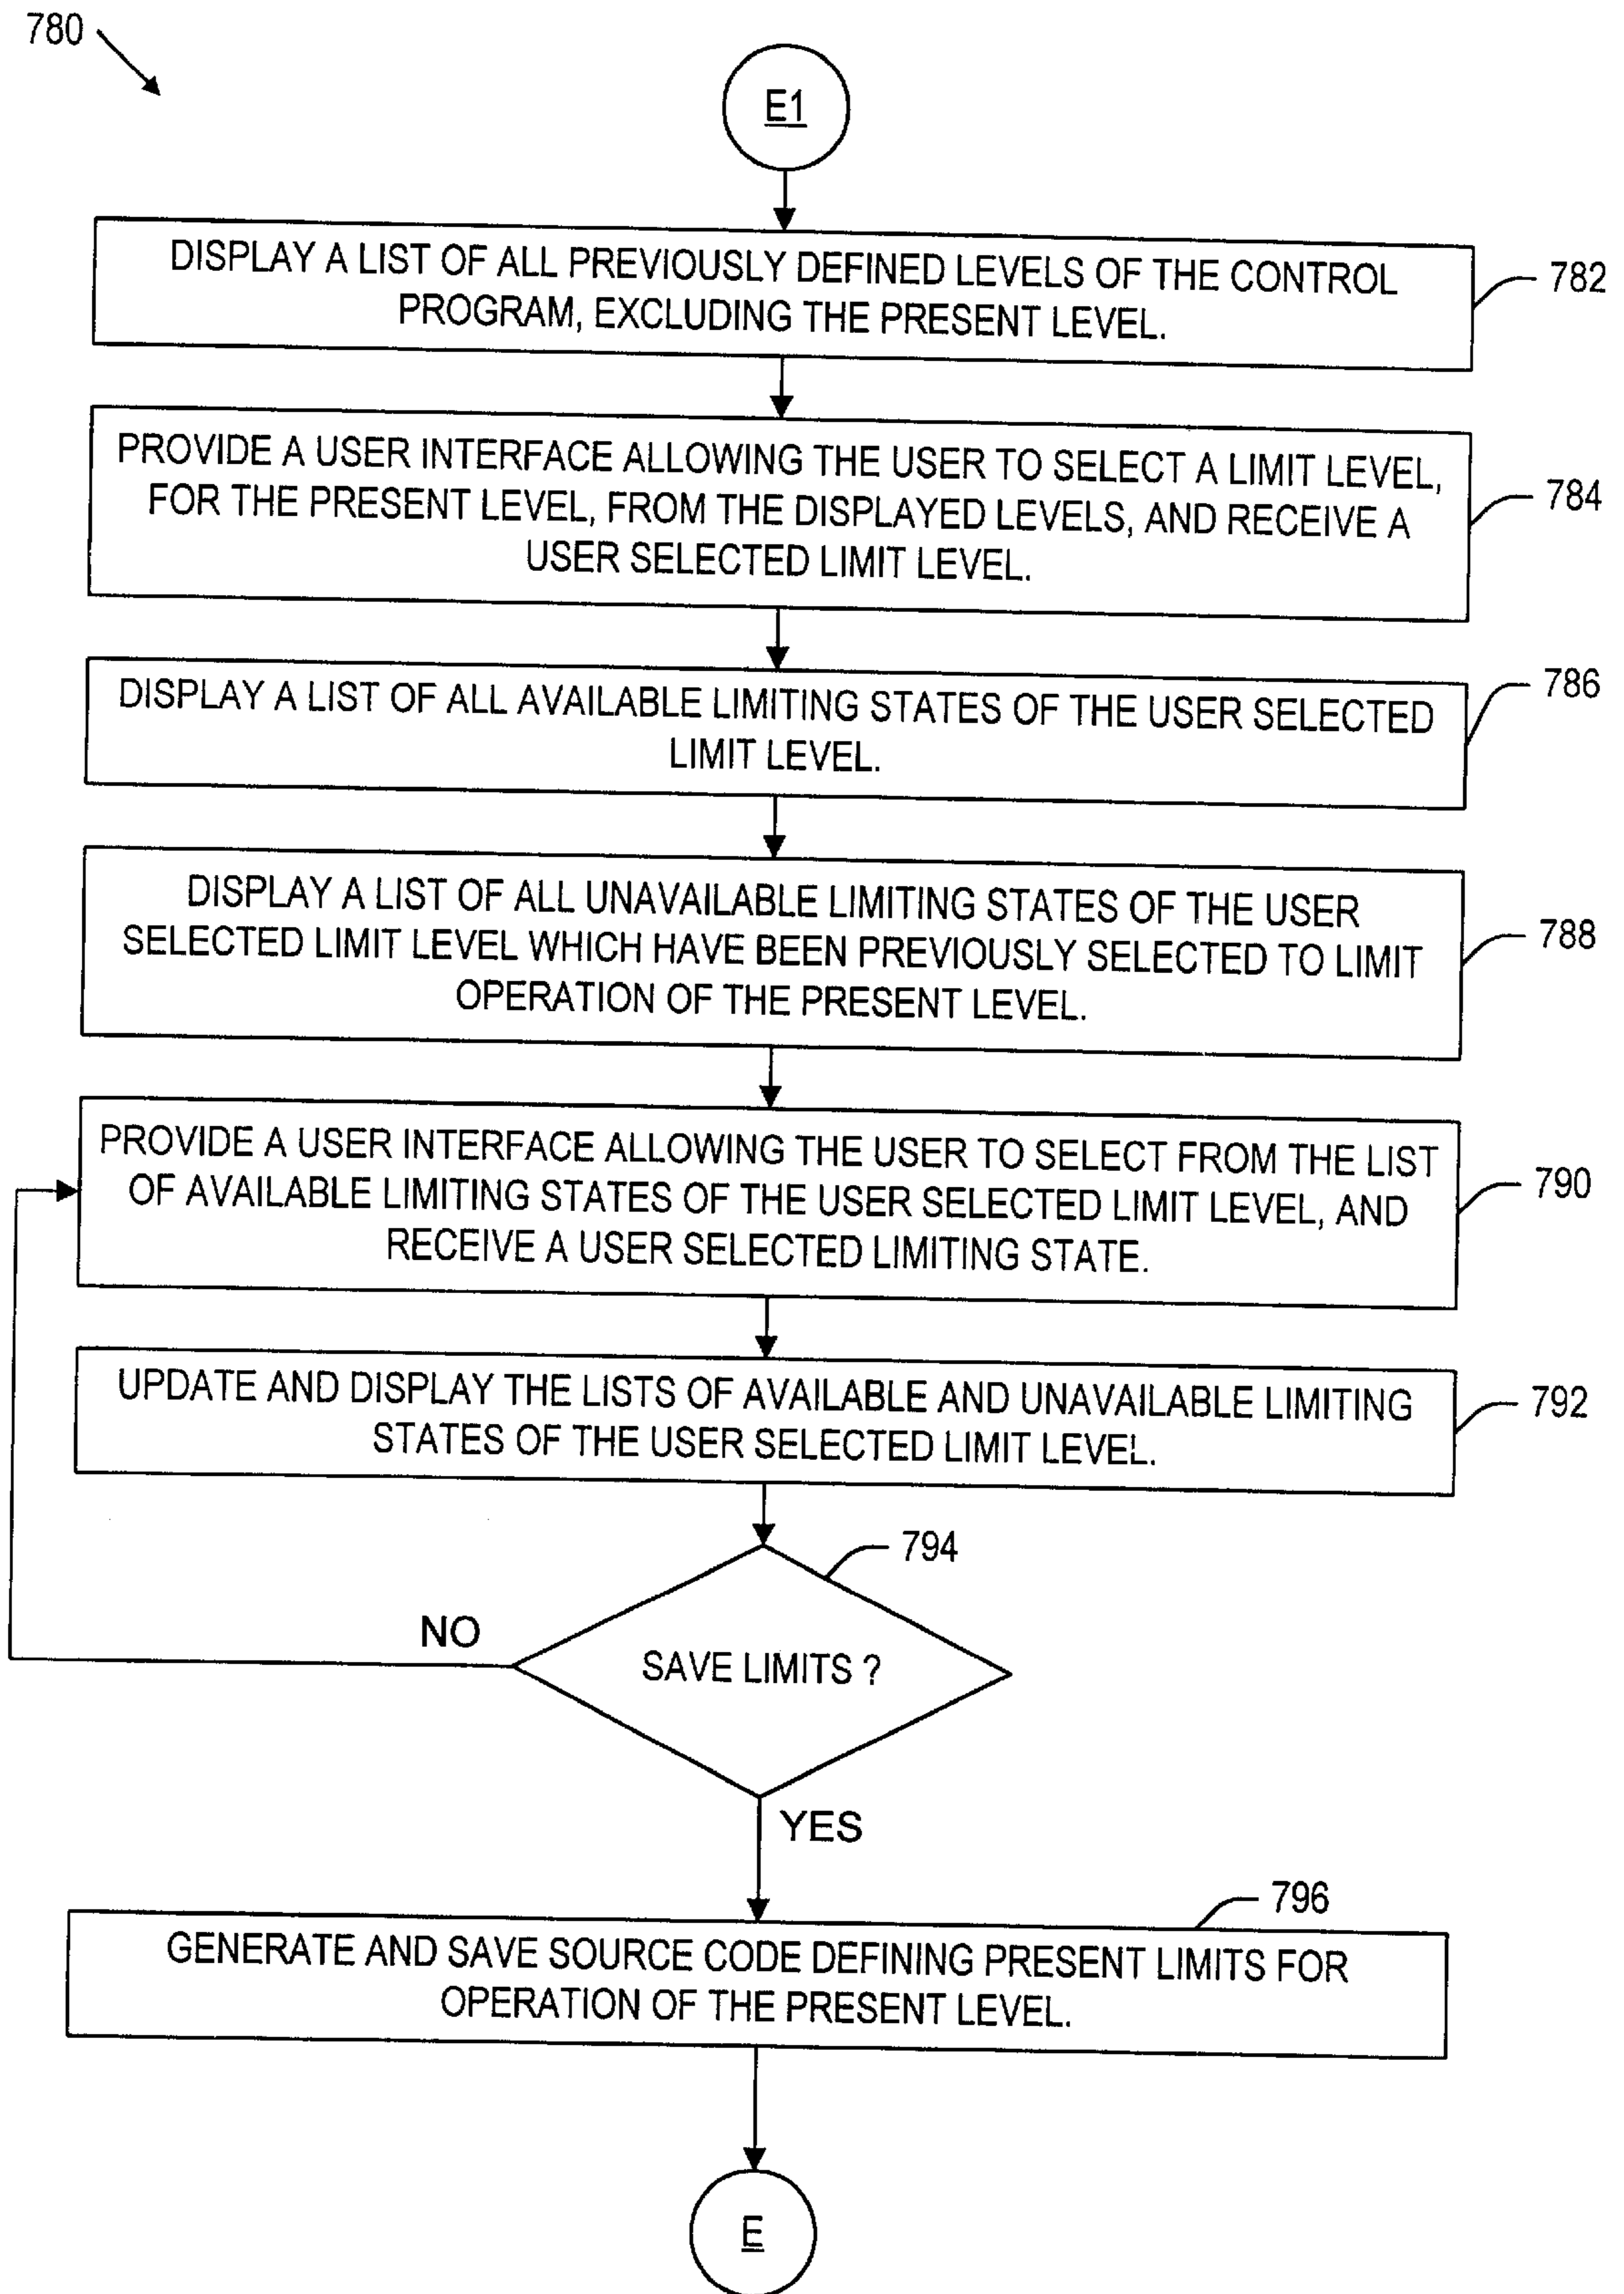 780
E1
DISPLAY A LIST OF ALL PREVIOUSLY DEFINED LEVELS OF THE CONTROL
PROGRAM, EXCLUDING THE PRESENT LEVEL.
782
PROVIDE A USER INTERFACE ALLOWING THE USER TO SELECT A LIMIT LEVEL,
FOR THE PRESENT LEVEL, FROM THE DISPLAYED LEVELS, AND RECEIVE A
USER SELECTED LIMIT LEVEL.
784
DISPLAY A LIST OF ALL AVAILABLE LIMITING STATES OF THE USER SELECTED
LIMIT LEVEL.
786
DISPLAY A LIST OF ALL UNAVAILABLE LIMITING STATES OF THE USER
SELECTED LIMIT LEVEL WHICH HAVE BEEN PREVIOUSLY SELECTED TO LIMIT
OPERATION OF THE PRESENT LEVEL.
788
PROVIDE A USER INTERFACE ALLOWING THE USER TO SELECT FROM THE LIST
OF AVAILABLE LIMITING STATES OF THE USER SELECTED LIMIT LEVEL, AND
RECEIVE A USER SELECTED LIMITING STATE.
790
UPDATE AND DISPLAY THE LISTS OF AVAILABLE AND UNAVAILABLE LIMITING
STATES OF THE USER SELECTED LIMIT LEVEL.
792
794
NO
SAVE LIMITS ?
YES
796
GENERATE AND SAVE SOURCE CODE DEFINING PRESENT LIMITS FOR
OPERATION OF THE PRESENT LEVEL.
E